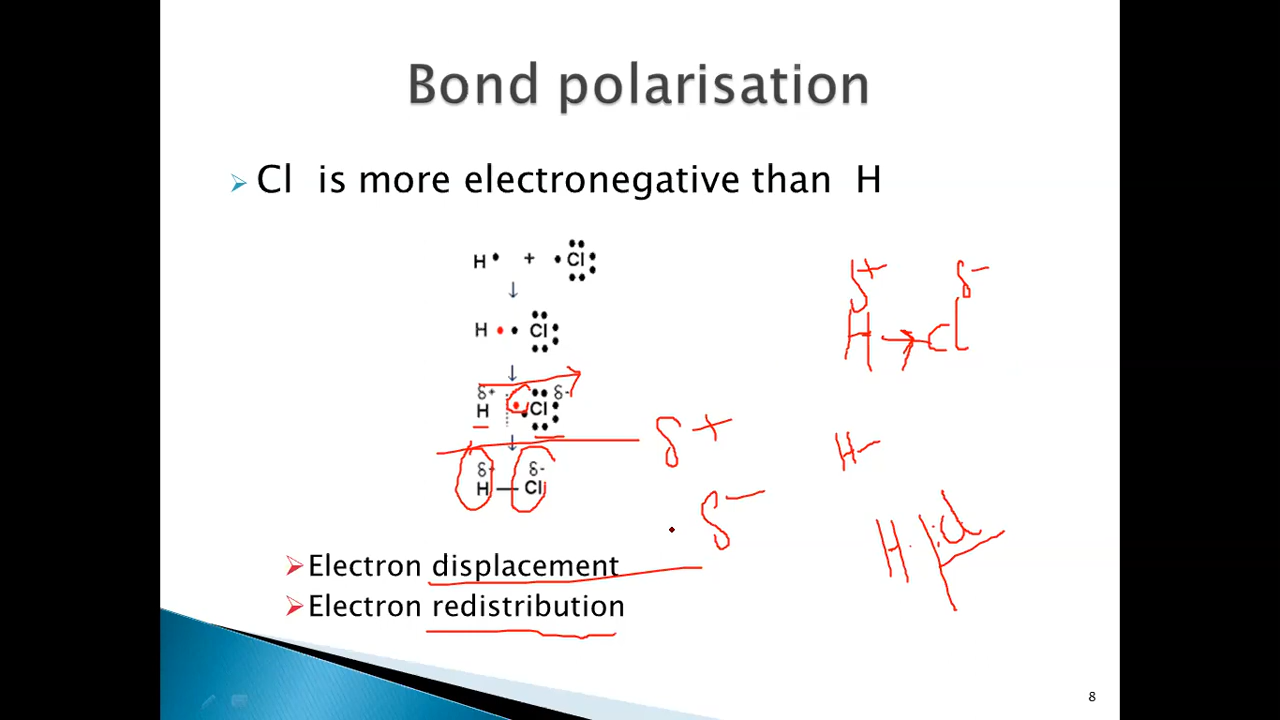 Bond polarisation
Cl is more electronegative than H
H• + •Cl
↓
H •• Cl
↓
δ+ δ-
H •• Cl
↓
δ+ δ-
H — Cl
δ+ δ-
H→Cl
δ+
H-
δ-
Electron displacement
Electron redistribution
8